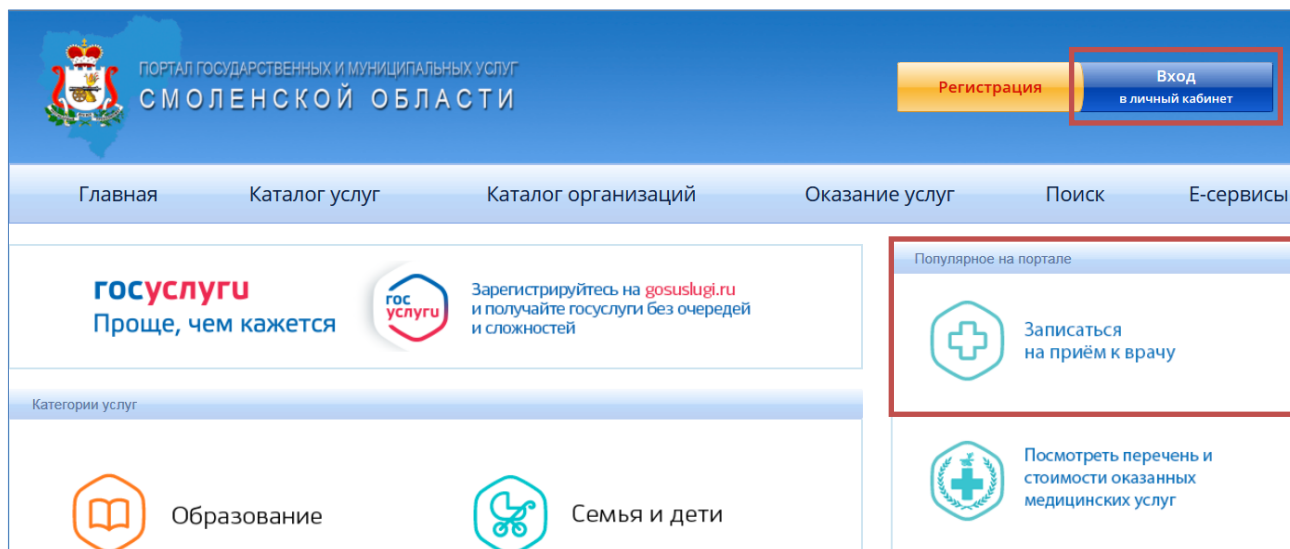 ПОРТАЛ ГОСУДАРСТВЕННЫХ И МУНИЦИПАЛЬНЫХ УСЛУГ
СМОЛЕНСКОЙ ОБЛАСТИ
Регистрация
Вход
в личный кабинет
Главная
Каталог услуг
Каталог организаций
Оказание услуг
Поиск
Е-сервисы
госуслуги
Проще, чем кажется
гос
услуги
Зарегистрируйтесь на gosuslugi.ru
и получайте госуслуги без очередей
и сложностей
Категории услуг
Образование
Семья и дети
Популярное на портале
Записаться
на приём к врачу
Посмотреть перечень и
стоимости оказанных
медицинских услуг